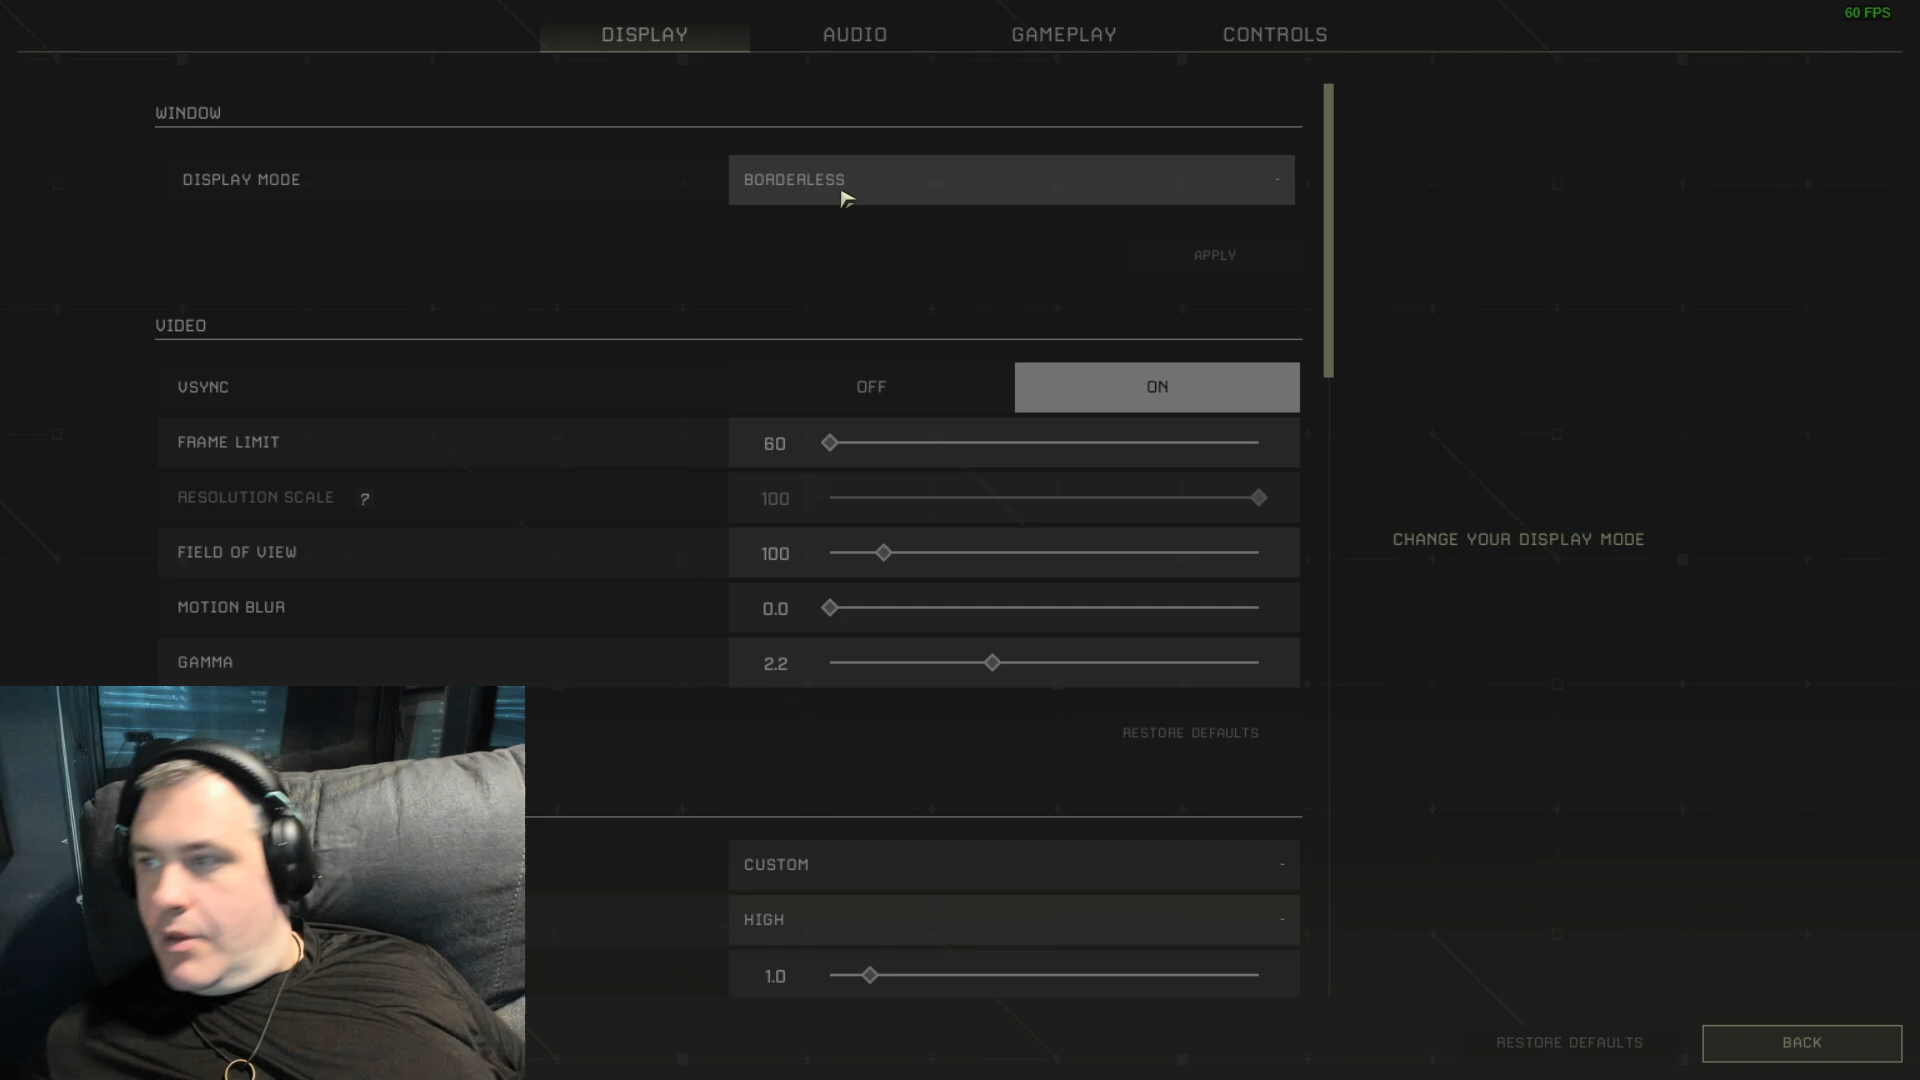 60 FPS
DISPLAY AUDIO GAMEPLAY CONTROLS
WINDOW
DISPLAY MODE BORDERLESS -
APPLY
VIDEO
VSYNC OFF ON
FRAME LIMIT 60
RESOLUTION SCALE ? 100
FIELD OF VIEW 100
CHANGE YOUR DISPLAY MODE
MOTION BLUR 0.0
GAMMA 2.2
RESTORE DEFAULTS
CUSTOM -
HIGH -
1.0
RESTORE DEFAULTS BACK